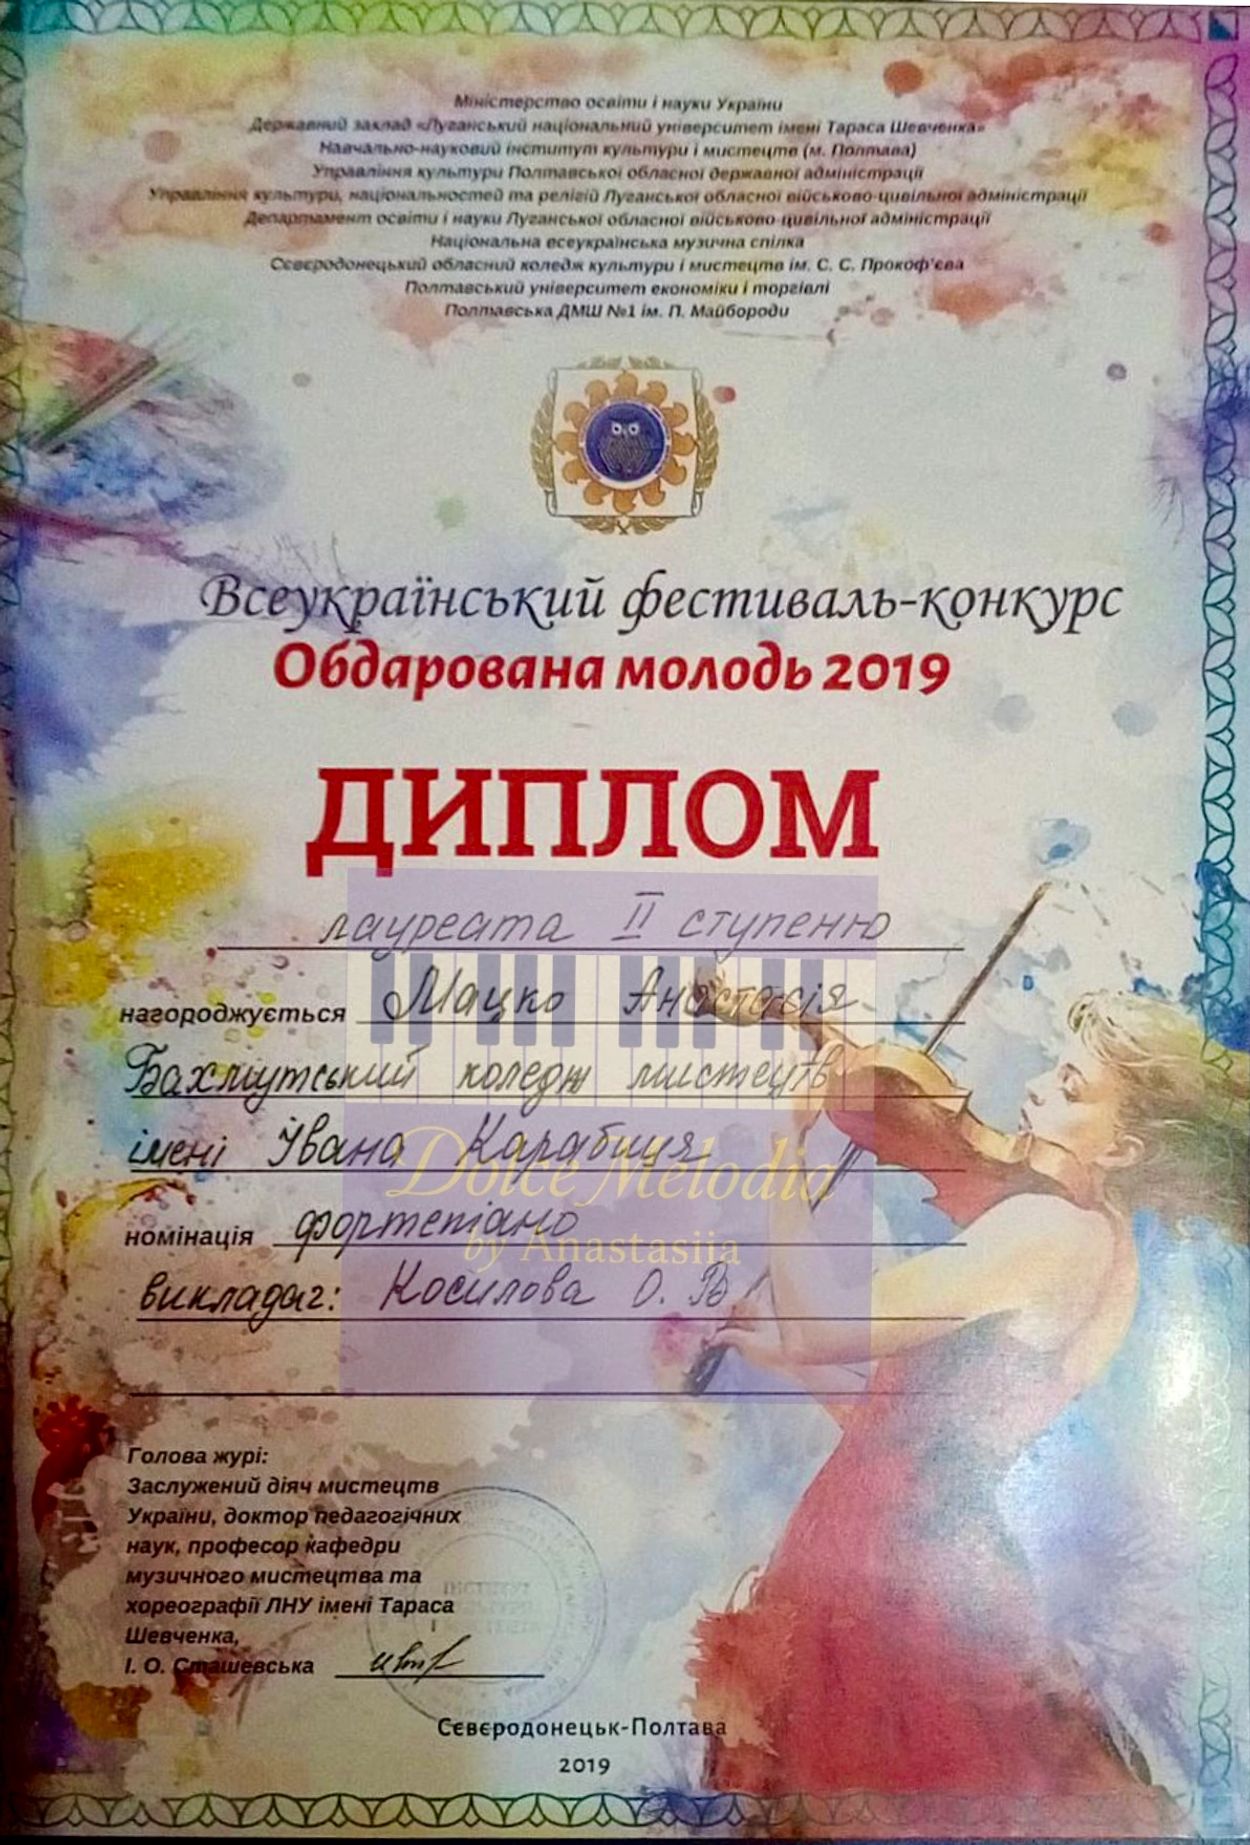 Міністерство освіти і науки України
Державний заклад «Луганський національний університет імені Тараса Шевченка»
Навчально-науковий інститут культури і мистецтв (м. Полтава)
Управління культури Полтавської обласної державної адміністрації
Управління культури, національностей та релігій Луганської обласної військово-цивільної адміністрації
Департамент освіти і науки Луганської обласної військово-цивільної адміністрації
Національна всеукраїнська музична спілка
Сєвєродонецький обласний коледж культури і мистецтв ім. С. С. Прокоф'єва
Полтавський університет економіки і торгівлі
Полтавська ДМШ №1 ім. П. Майбороди
Всеукраїнський фестиваль-конкурс
Обдарована молодь 2019
ДИПЛОМ
лауреата II ступеню
нагороджується Мацко Анастасія
Бахмутський коледж мистецтв
імені Івана Карабиця
Dolce Melodia
номінація фортепіано
by Anastasiia
викладач: Косилова О. В
Голова журі:
Заслужений діяч мистецтв
України, доктор педагогічних
наук, професор кафедри
музичного мистецтва та
хореографії ЛНУ імені Тараса
Шевченка,
І. О. Сташевська
Сєвєродонецьк-Полтава
2019